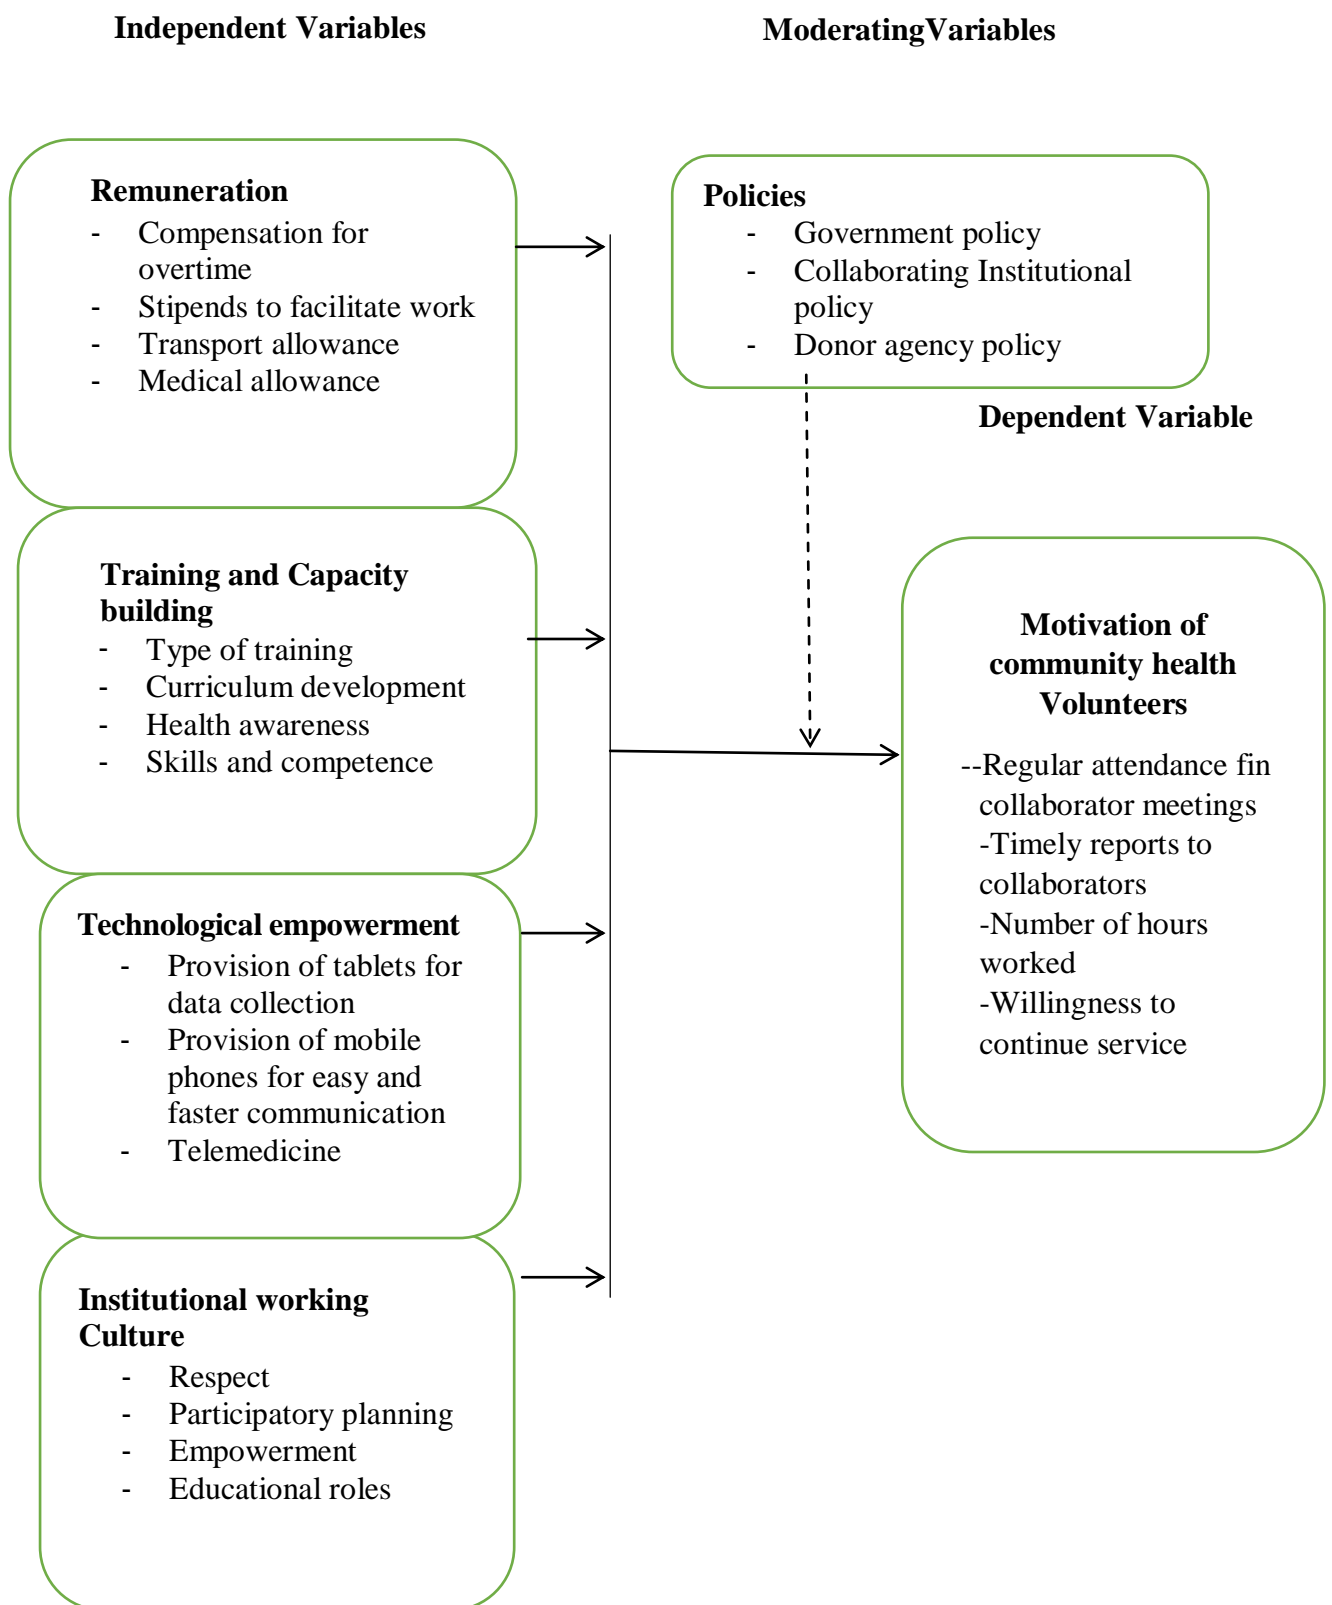 Independent Variables
ModeratingVariables
Remuneration
- Compensation for
overtime
- Stipends to facilitate work
- Transport allowance
- Medical allowance
Policies
- Government policy
- Collaborating Institutional
policy
- Donor agency policy
Dependent Variable
Training and Capacity
building
- Type of training
- Curriculum development
- Health awareness
- Skills and competence
Motivation of
community health
Volunteers
--Regular attendance fin
collaborator meetings
-Timely reports to
collaborators
-Number of hours
worked
-Willingness to
continue service
Technological empowerment
- Provision of tablets for
data collection
- Provision of mobile
phones for easy and
faster communication
- Telemedicine
Institutional working
Culture
- Respect
- Participatory planning
- Empowerment
- Educational roles